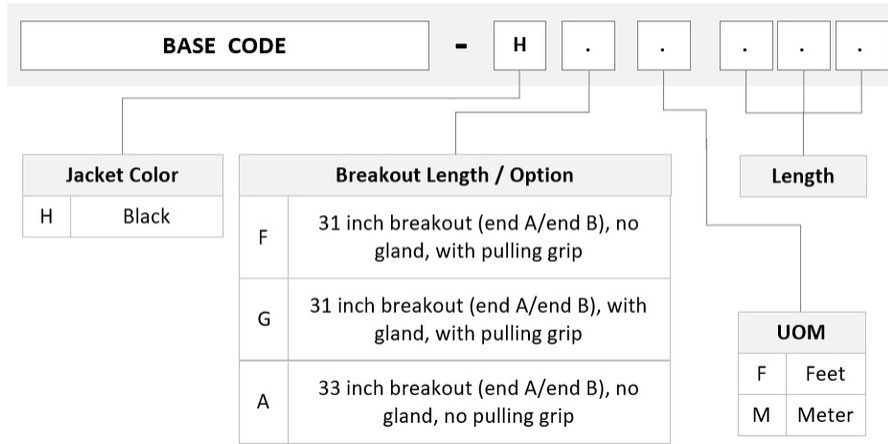 BASE CODE - H . . . . .
Jacket Color
H Black
Breakout Length / Option
F 31 inch breakout (end A/end B), no
gland, with pulling grip
G 31 inch breakout (end A/end B), with
gland, with pulling grip
A 33 inch breakout (end A/end B), no
gland, no pulling grip
Length
UOM
F Feet
M Meter